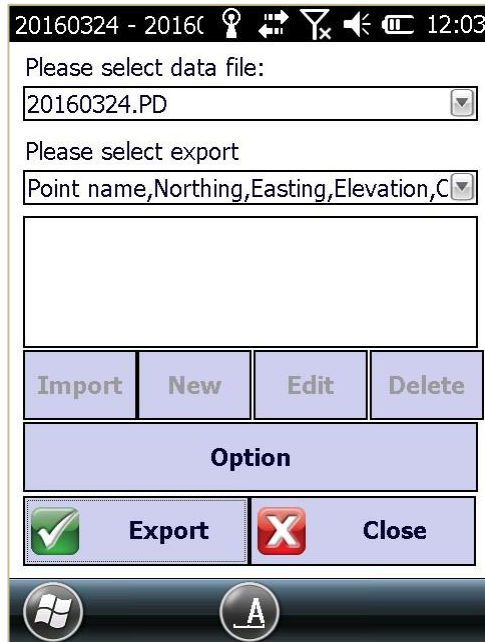 20160324 - 2016( 12:03
Please select data file:
20160324.PD
Please select export
Point name,Northing,Easting,Elevation,C
Import New Edit Delete
Option
Export Close
A